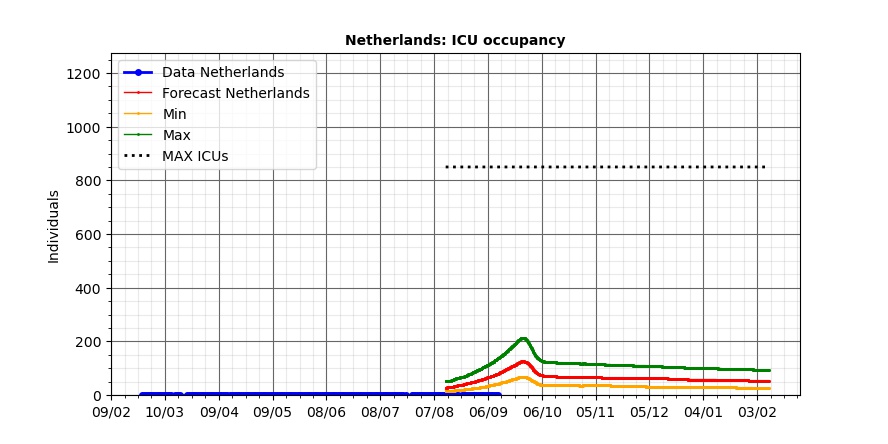 Netherlands: ICU occupancy
Data Netherlands
Forecast Netherlands
Min
Max
MAX ICUs
Individuals
1200
1000
800
600
400
200
0
09/02 10/03 09/04 09/05 08/06 08/07 07/08 06/09 06/10 05/11 05/12 04/01 03/02